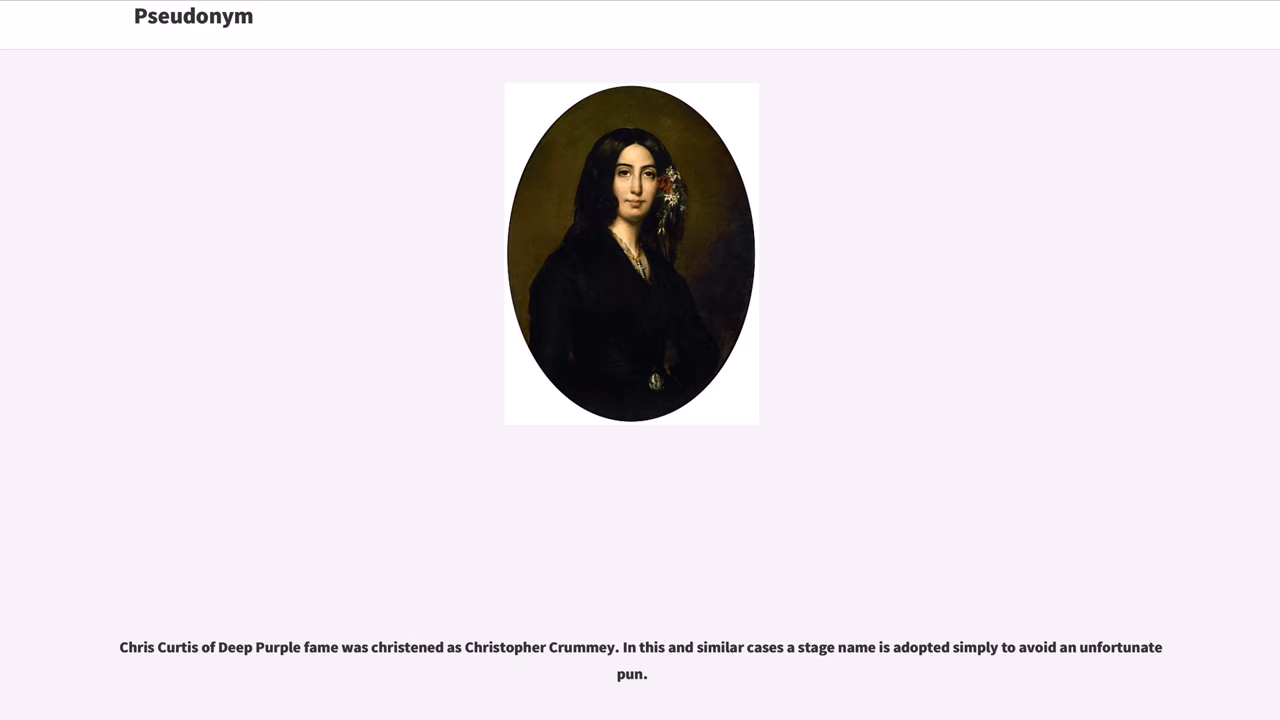 Pseudonym
Chris Curtis of Deep Purple fame was christened as Christopher Crummey. In this and similar cases a stage name is adopted simply to avoid an unfortunate
pun.